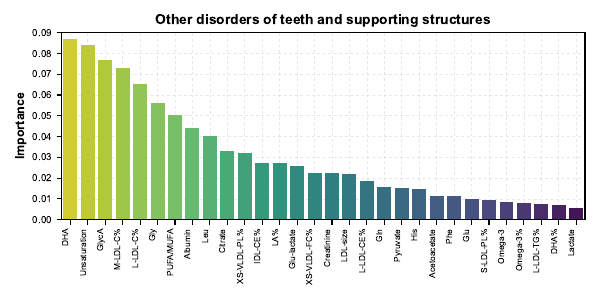 Other disorders of teeth and supporting structures
Importance
0.09
0.08
0.07
0.06
0.05
0.04
0.03
0.02
0.01
0.00
DHA
Unsaturation
GlycA
M-LDL-C%
L-LDL-C%
Gly
PUFA/MUFA
Albumin
Leu
Citrate
XS-VLDL-PL%
IDL-CE%
LA%
Glu-lactate
XS-VLDL-FC%
Creatinine
LDL-size
L-LDL-CE%
Gln
Pyruvate
His
Acetoacetate
Phe
Glu
S-LDL-PL%
Omega-3
Omega-3%
L-LDL-TG%
DHA%
Lactate